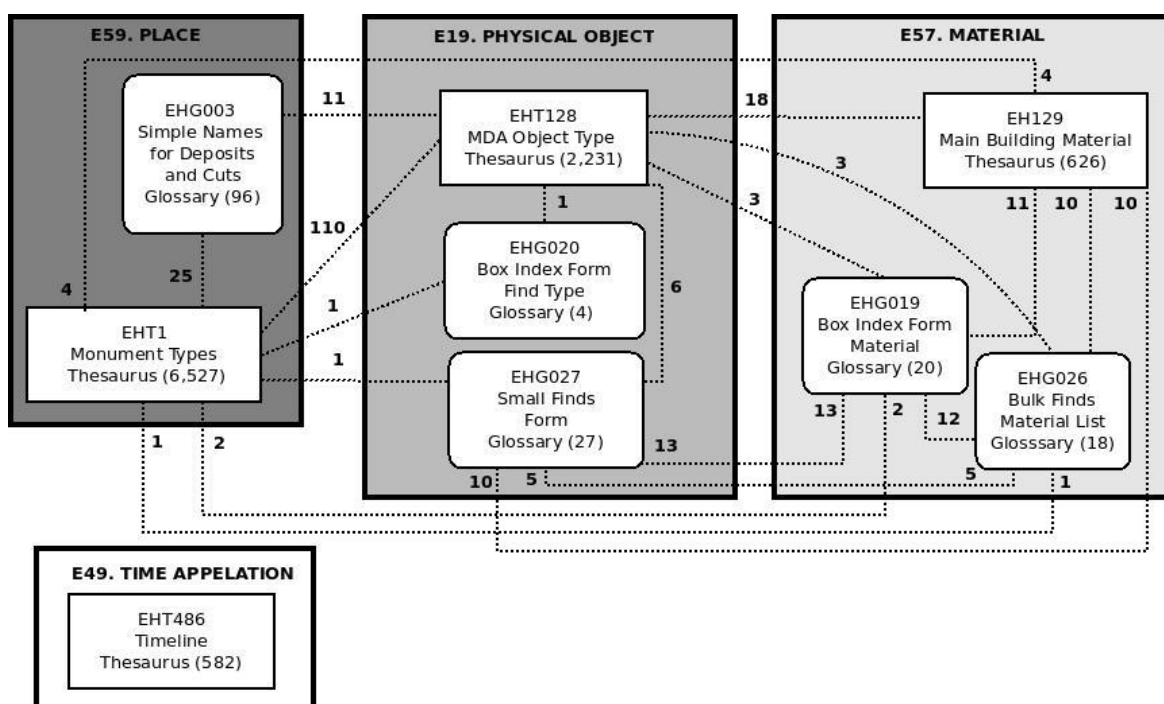 E59. PLACE
EHG003
Simple Names
for Deposits
and Cuts
Glossary (96)
25
EHT1
Monument Types
Thesaurus (6,527)
4
11
110
1
1
1
2
E19. PHYSICAL OBJECT
EHT128
MDA Object Type
Thesaurus (2,231)
1
EHG020
Box Index Form
Find Type
Glossary (4)
6
EHG027
Small Finds
Form
Glossary (27)
13
10
5
18
3
3
E57. MATERIAL
4
EH129
Main Building Material
Thesaurus (626)
11
10
10
EHG019
Box Index Form
Material
Glossary (20)
13
2
12
EHG026
Bulk Finds
Material List
Glosssary (18)
5
1
E49. TIME APPELATION
EHT486
Timeline
Thesaurus (582)